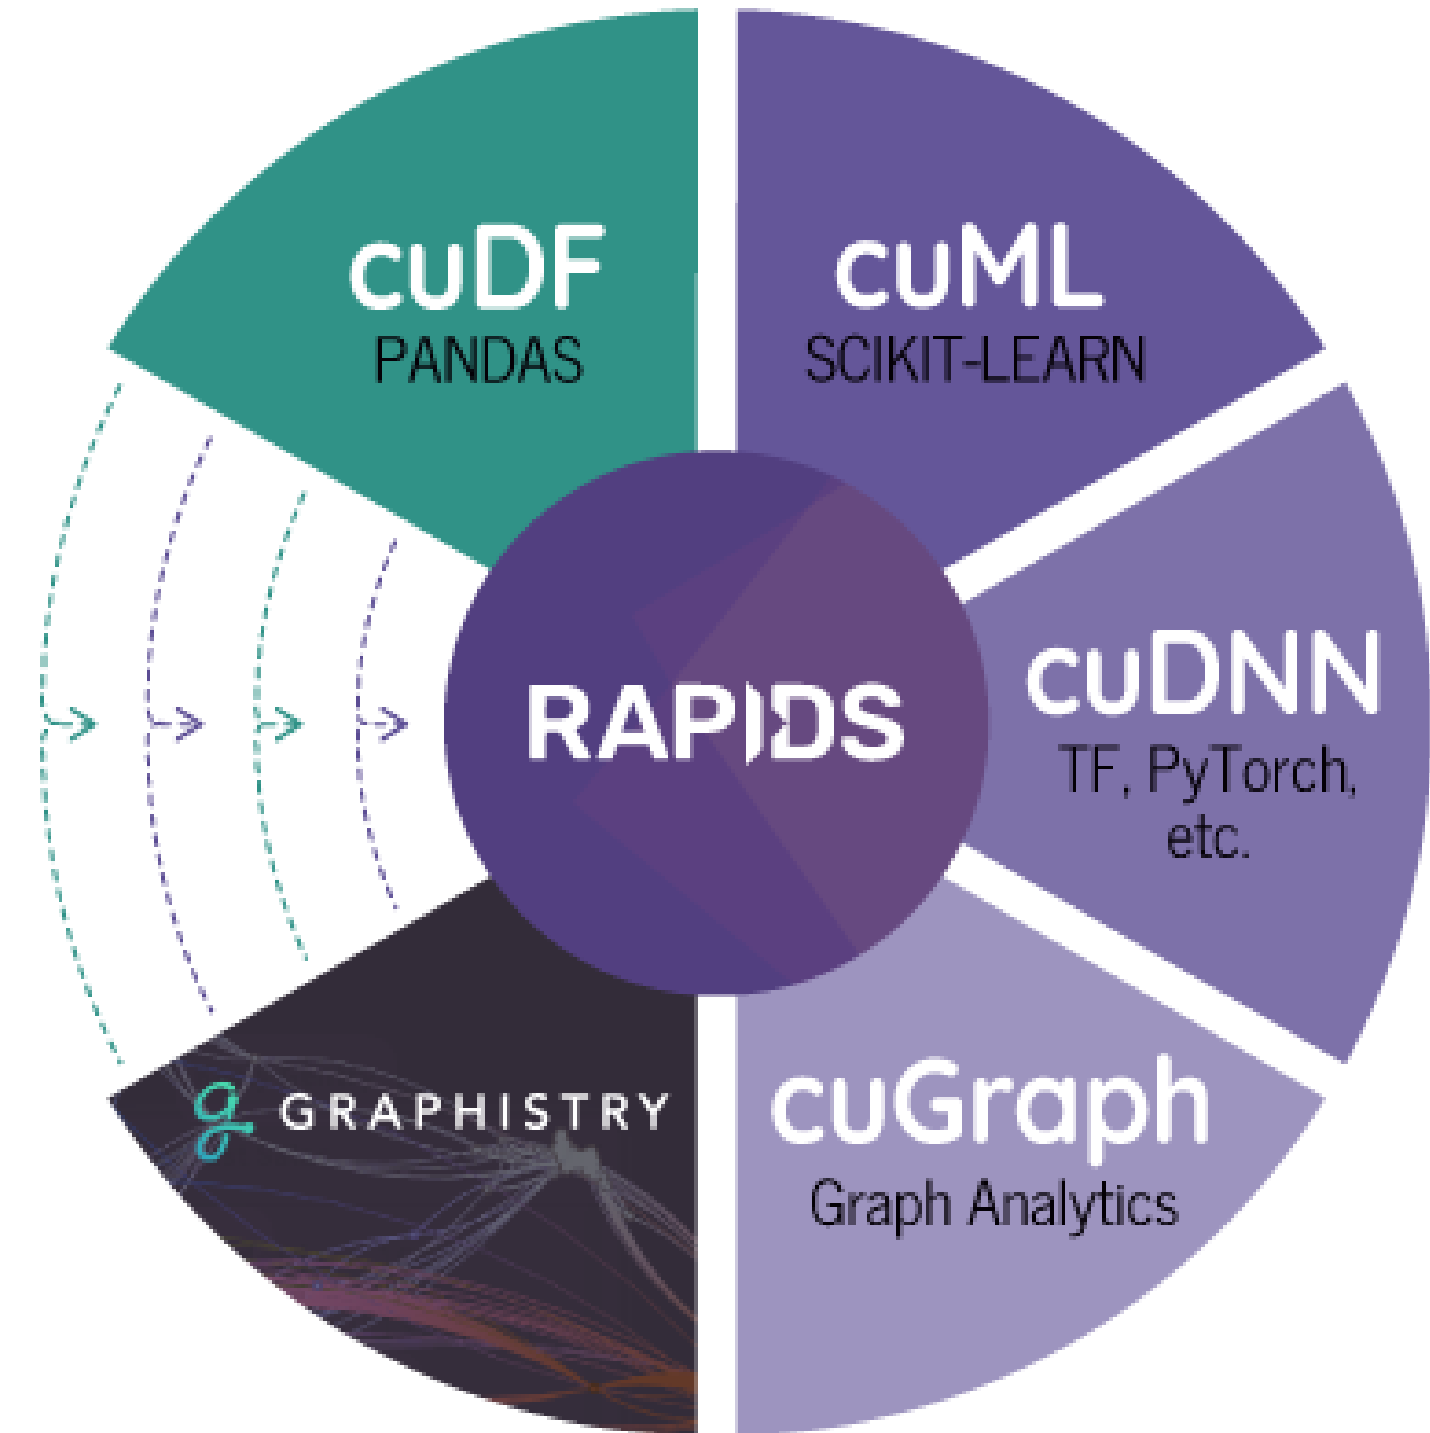 cuDF
PANDAS
cuML
SCIKIT-LEARN
RAPIDS
cuDNN
TF, PyTorch,
etc.
g GRAPHISTRY
cuGraph
Graph Analytics